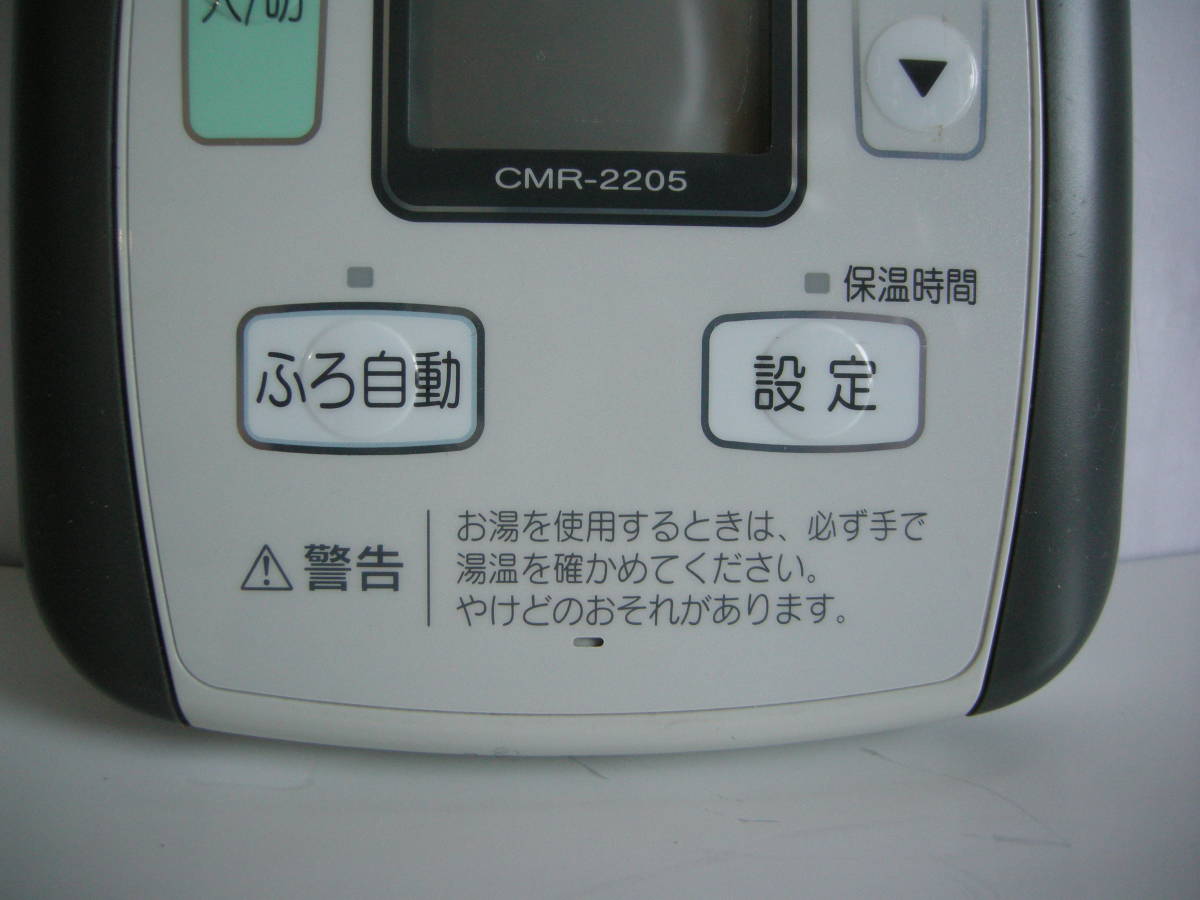 入/切
CMR-2205
保温時間
ふろ自動
設定
警告
お湯を使用するときは、必ず手で
湯温を確かめてください。
やけどのおそれがあります。